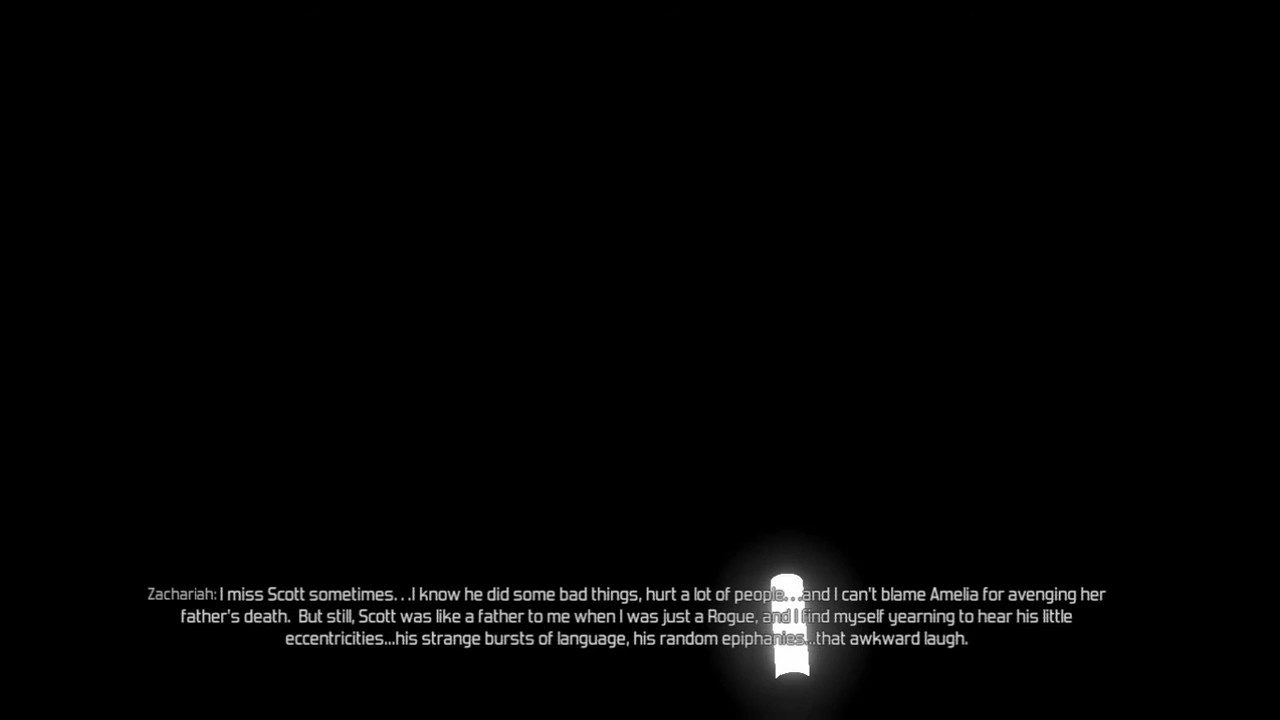 Zachariah: I miss Scott sometimes. . .I know he did some bad things, hurt a lot of people. . .and I can't blame Amelia for avenging her
father's death.  But still, Scott was like a father to me when I was just a Rogue, and I find myself yearning to hear his little
eccentricities...his strange bursts of language, his random epiphanies...that awkward laugh.